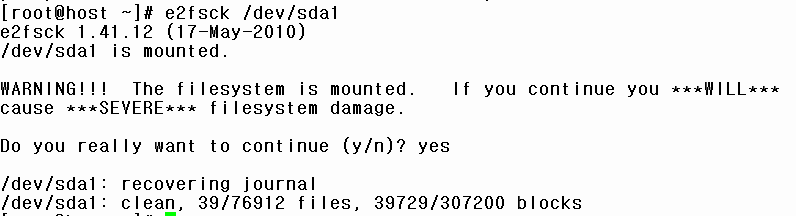 [root@host ~]# e2fsck /dev/sda1
e2fsck 1.41.12 (17-May-2010)
/dev/sda1 is mounted.
WARNING!!!  The filesystem is mounted.   If you continue you ***WILL***
cause ***SEVERE*** filesystem damage.
Do you really want to continue (y/n)? yes
/dev/sda1: recovering journal
/dev/sda1: clean, 39/76912 files, 39729/307200 blocks
[root@host ~]#